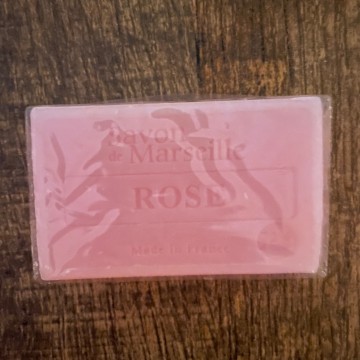 Savon
de Marseille
ROSE
Made in France